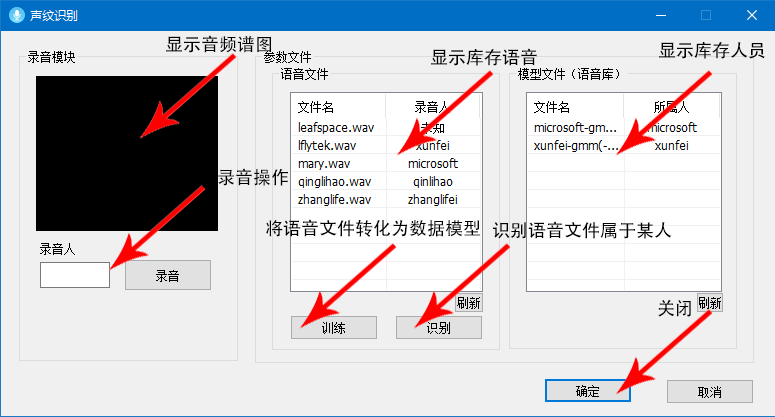 声纹识别
显示音频谱图
录音模块
参数文件
显示库存语音
显示库存人员
语音文件
模型文件（语音库）
文件名 录音人
文件名 所属人
leafspace.wav 未知
microsoft-gm... microsoft
lflytek.wav xunfei
xunfei-gmm(-... xunfei
mary.wav microsoft
qinglihao.wav qinlihao
录音操作
zhanglife.wav zhanglifei
将语音文件转化为数据模型
识别语音文件属于某人
录音人
录音
刷新
刷新
关闭
训练
识别
确定
取消